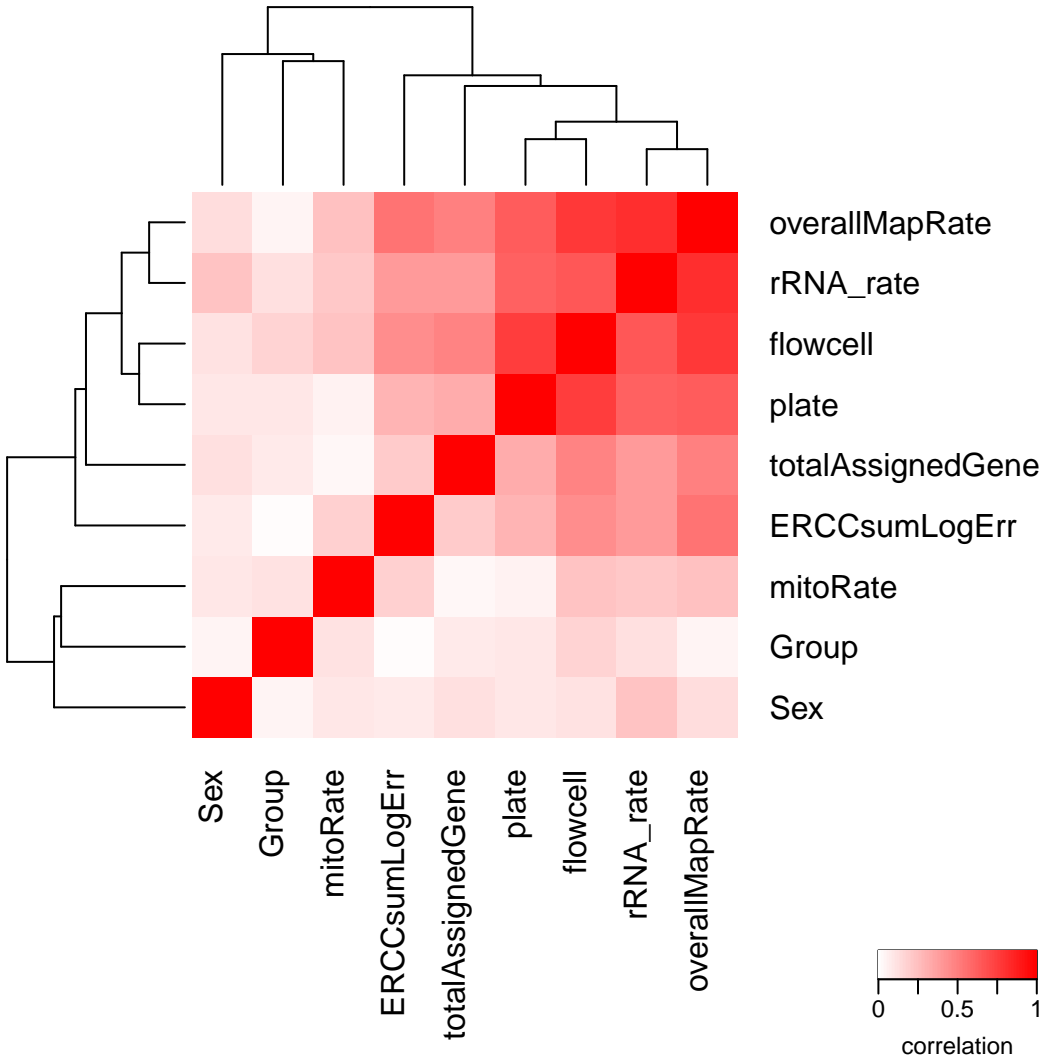 overallMapRate
rRNA_rate
flowcell
plate
totalAssignedGene
ERCCsumLogErr
mitoRate
Group
Sex
Sex
Group
mitoRate
ERCCsumLogErr
totalAssignedGene
plate
flowcell
rRNA_rate
overallMapRate
0 0.5 1
correlation